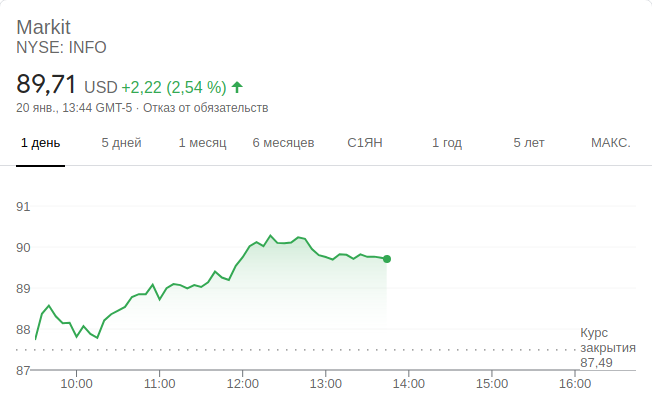 Markit
NYSE: INFO
89,71 USD +2,22 (2,54 %)
20 янв., 13:44 GMT-5 · Отказ от обязательств
1 день 5 дней 1 месяц 6 месяцев С1ЯН 1 год 5 лет МАКС.
91
90
89
88
Курс
закрытия
87,49
87
10:00 11:00 12:00 13:00 14:00 15:00 16:00